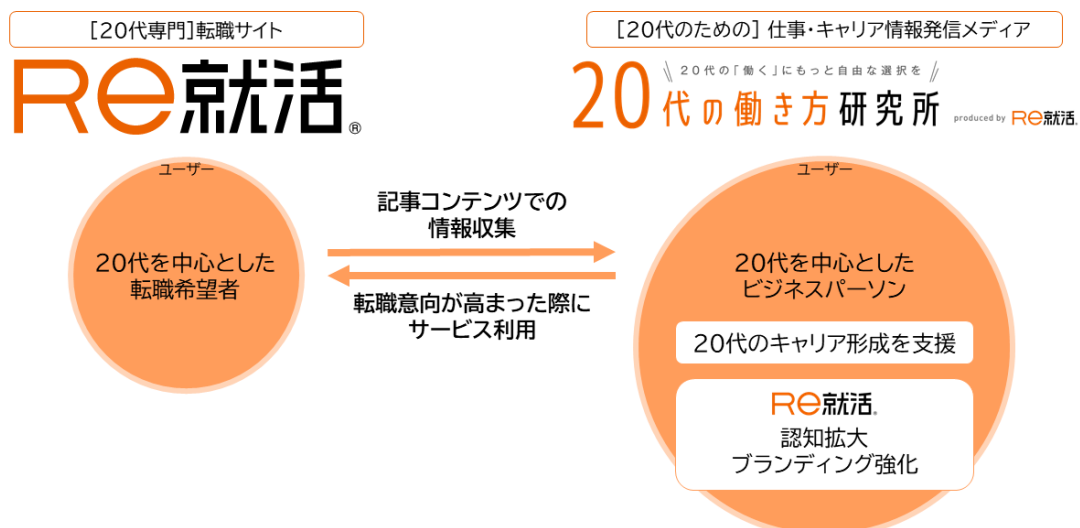 [20代専門]転職サイト
Re就活®
ユーザー
20代を中心とした
転職希望者
記事コンテンツでの
情報収集
転職意向が高まった際に
サービス利用
[20代のための] 仕事・キャリア情報発信メディア
20代の「働く」にもっと自由な選択を
20代の働き方研究所
produced by Re就活®
ユーザー
20代を中心とした
ビジネスパーソン
20代のキャリア形成を支援
Re就活®
認知拡大
ブランディング強化